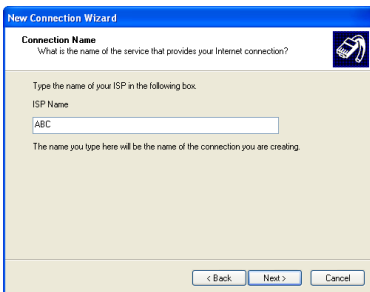 New Connection Wizard
Connection Name
What is the name of the service that provides your Internet connection?
Type the name of your ISP in the following box.
ISP Name
ABC
The name you type here will be the name of the connection you are creating.
< Back Next > Cancel